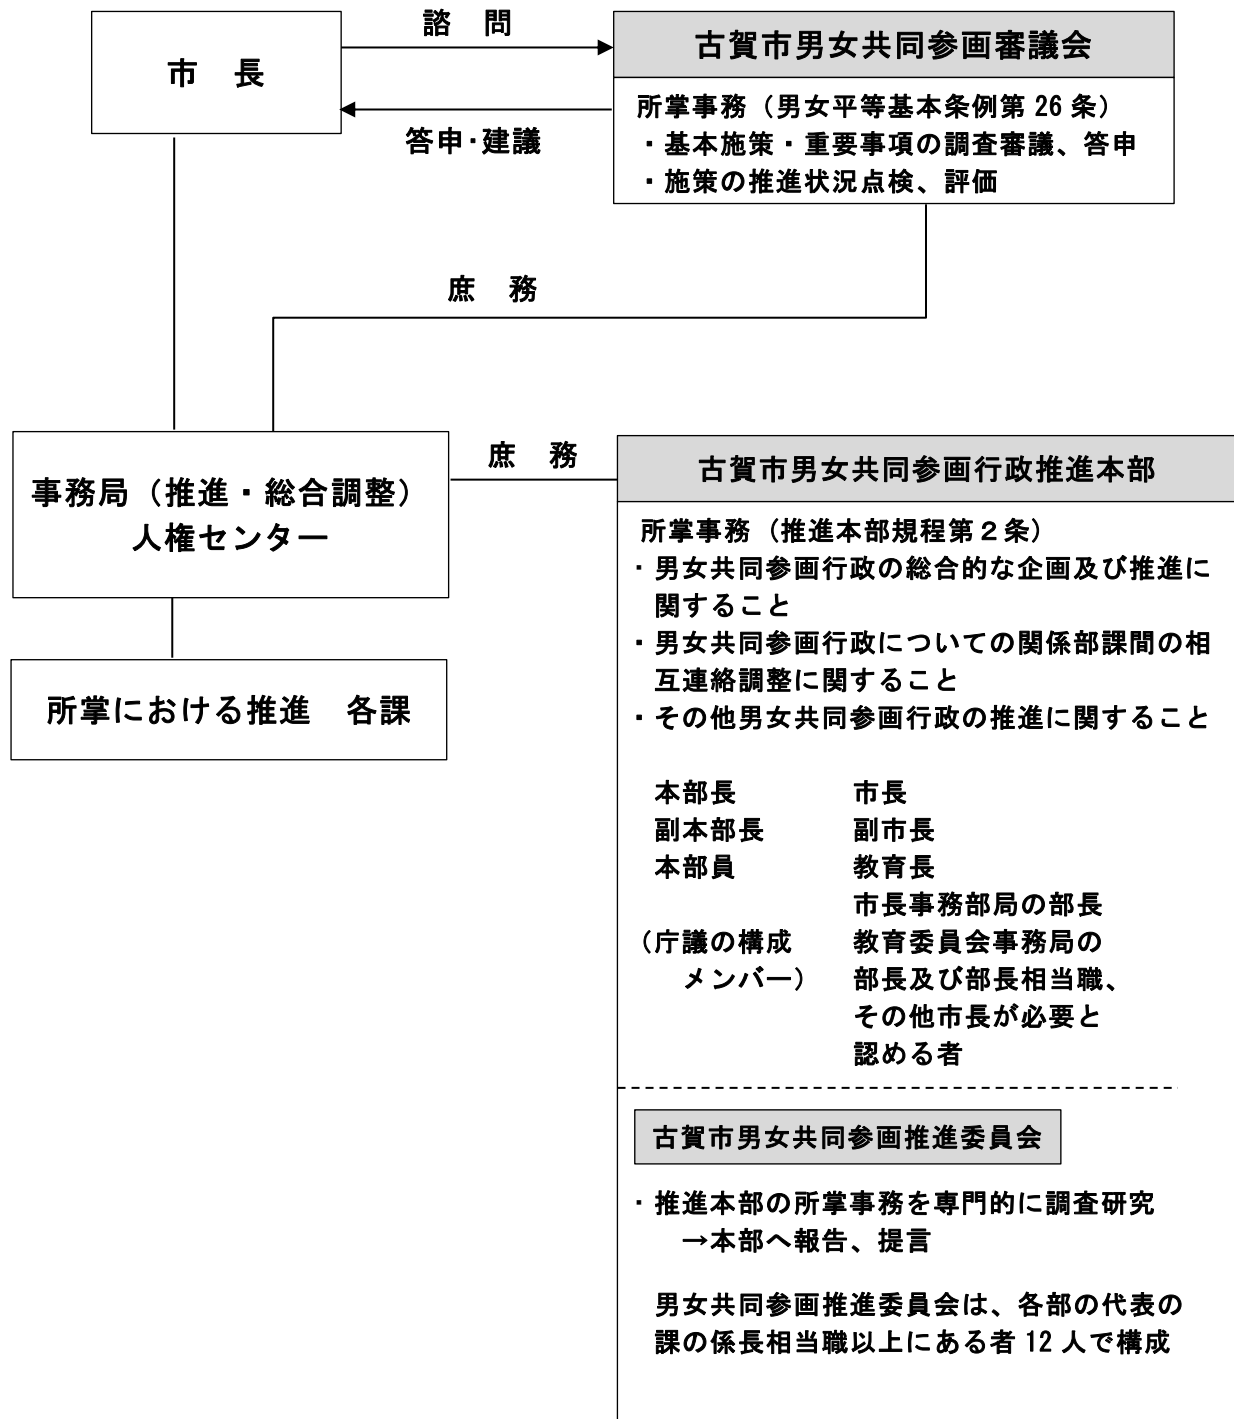 市　長
諮　問
答申・建議
古賀市男女共同参画審議会
所掌事務（男女平等基本条例第 26 条）
・基本施策・重要事項の調査審議、答申
・施策の推進状況点検、評価
庶　務
事務局（推進・総合調整）
人権センター
庶　務
所掌における推進　各課
古賀市男女共同参画行政推進本部
所掌事務（推進本部規程第２条）
・男女共同参画行政の総合的な企画及び推進に
関すること
・男女共同参画行政についての関係部課間の相
互連絡調整に関すること
・その他男女共同参画行政の推進に関すること
本部長　市長
副本部長　副市長
本部員　教育長
市長事務部局の部長
（庁議の構成　教育委員会事務局の
メンバー）　部長及び部長相当職、
その他市長が必要と
認める者
古賀市男女共同参画推進委員会
・推進本部の所掌事務を専門的に調査研究
→本部へ報告、提言
男女共同参画推進委員会は、各部の代表の
課の係長相当職以上にある者 12 人で構成